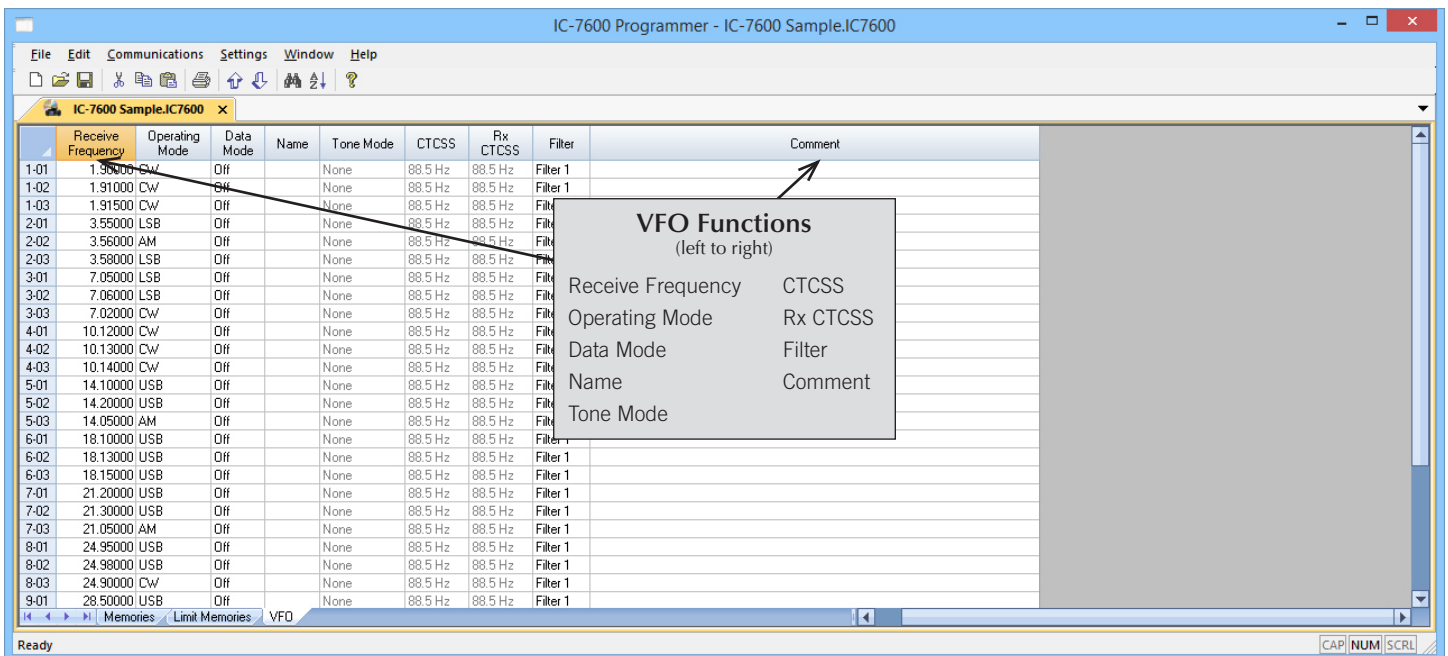 IC-7600 Programmer - IC-7600 Sample.IC7600
File Edit Communications Settings Window Help
IC-7600 Sample.IC7600
Receive Frequency Operating Mode Data Mode Name Tone Mode CTCSS Rx CTCSS Filter Comment
1-01 1.90000 CW Off None 88.5 Hz 88.5 Hz Filter 1
1-02 1.91000 CW Off None 88.5 Hz 88.5 Hz Filter 1
1-03 1.91500 CW Off None 88.5 Hz 88.5 Hz
2-01 3.55000 LSB Off None 88.5 Hz 88.5 Hz
2-02 3.56000 AM Off None 88.5 Hz 88.5 Hz
2-03 3.58000 LSB Off None 88.5 Hz 88.5 Hz
3-01 7.05000 LSB Off None 88.5 Hz 88.5 Hz
3-02 7.06000 LSB Off None 88.5 Hz 88.5 Hz
3-03 7.02000 CW Off None 88.5 Hz 88.5 Hz
4-01 10.12000 CW Off None 88.5 Hz 88.5 Hz
4-02 10.13000 CW Off None 88.5 Hz 88.5 Hz
4-03 10.14000 CW Off None 88.5 Hz 88.5 Hz
5-01 14.10000 USB Off None 88.5 Hz 88.5 Hz
5-02 14.20000 USB Off None 88.5 Hz 88.5 Hz
5-03 14.05000 AM Off None 88.5 Hz 88.5 Hz
6-01 18.10000 USB Off None 88.5 Hz 88.5 Hz Filter 1
6-02 18.13000 USB Off None 88.5 Hz 88.5 Hz Filter 1
6-03 18.15000 USB Off None 88.5 Hz 88.5 Hz Filter 1
7-01 21.20000 USB Off None 88.5 Hz 88.5 Hz Filter 1
7-02 21.30000 USB Off None 88.5 Hz 88.5 Hz Filter 1
7-03 21.05000 AM Off None 88.5 Hz 88.5 Hz Filter 1
8-01 24.95000 USB Off None 88.5 Hz 88.5 Hz Filter 1
8-02 24.98000 USB Off None 88.5 Hz 88.5 Hz Filter 1
8-03 24.90000 CW Off None 88.5 Hz 88.5 Hz Filter 1
9-01 28.50000 USB Off None 88.5 Hz 88.5 Hz Filter 1
VFO Functions
(left to right)
Receive Frequency CTCSS
Operating Mode Rx CTCSS
Data Mode Filter
Name Comment
Tone Mode
Memories Limit Memories VFO
Ready CAP NUM SCRL